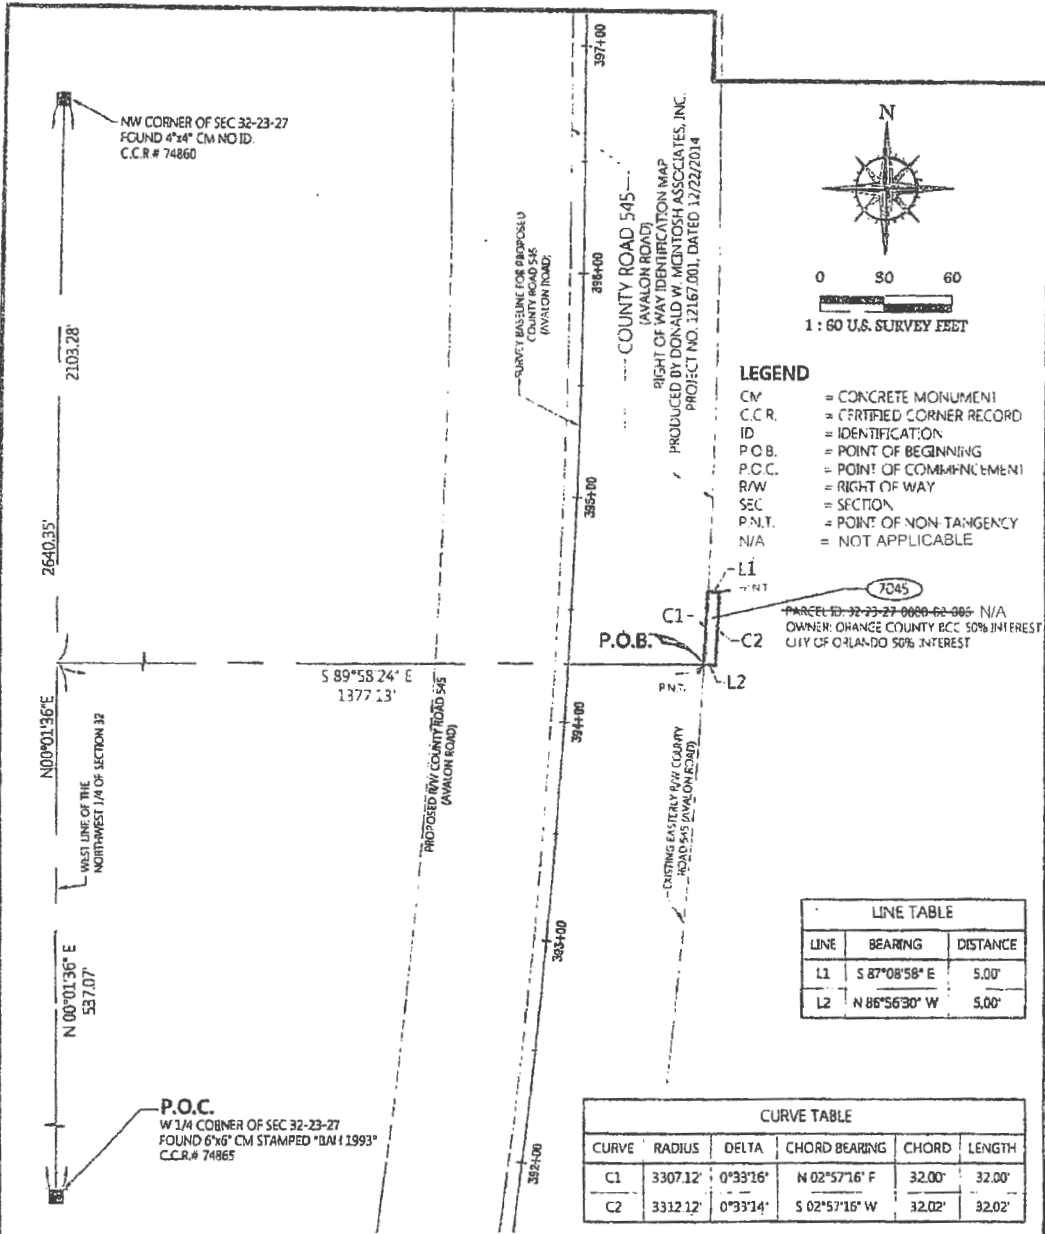 NW CORNER OF SEC 32-23-27
FOUND 4"x4" CM NO ID.
C.C.R.# 74860
2103.28'
2640.35'
N00°01'36"E
WEST LINE OF THE
NORTHWEST 1/4 OF SECTION 32
N 00°01'36" E
537.07'
P.O.C.
W 1/4 CORNER OF SEC 32-23-27
FOUND 6"x6" CM STAMPED 1993"
C.C.R.# 74865
S 89°58'24" E
1377.13'
PROPOSED R/W COUNTY ROAD 545
(AVALON ROAD)
SURVEY BASELINE FOR PROPOSED
COUNTY ROAD 545
(AVALON ROAD)
397+00
396+00
395+00
394+00
393+00
392+00
COUNTY ROAD 545
(AVALON ROAD)
RIGHT OF WAY IDENTIFICATION MAP
PRODUCED BY DONALD W. MCINTOSH ASSOCIATES, INC.
PROJECT NO. 12167.001, DATED 12/22/2014
N
0 30 60
1 : 60 U.S. SURVEY FEET
LEGEND
CM = CONCRETE MONUMENT
C.C.R. = CERTIFIED CORNER RECORD
ID = IDENTIFICATION
P.O.B. = POINT OF BEGINNING
P.O.C. = POINT OF COMMENCEMENT
R/W = RIGHT OF WAY
SEC = SECTION
P.N.T. = POINT OF NON-TANGENCY
N/A = NOT APPLICABLE
L1
P.N.T.
7045
C1
PARCEL ID: 32-23-27-0000- N/A
OWNER: ORANGE COUNTY BCC 50% INTEREST
CITY OF ORLANDO 50% INTEREST
P.O.B.
C2
P.N.T.
L2
EXISTING EASTERLY R/W COUNTY
ROAD 545 (AVALON ROAD)
LINE TABLE
LINE BEARING DISTANCE
L1 S 87°08'58" E 5.00'
L2 N 86°56'30" W 5.00'
CURVE TABLE
CURVE RADIUS DELTA CHORD BEARING CHORD LENGTH
C1 3307.12' 0°33'16" N 02°57'16" E 32.00' 32.00'
C2 3312.12' 0°33'14" S 02°57'16" W 32.02' 32.02'